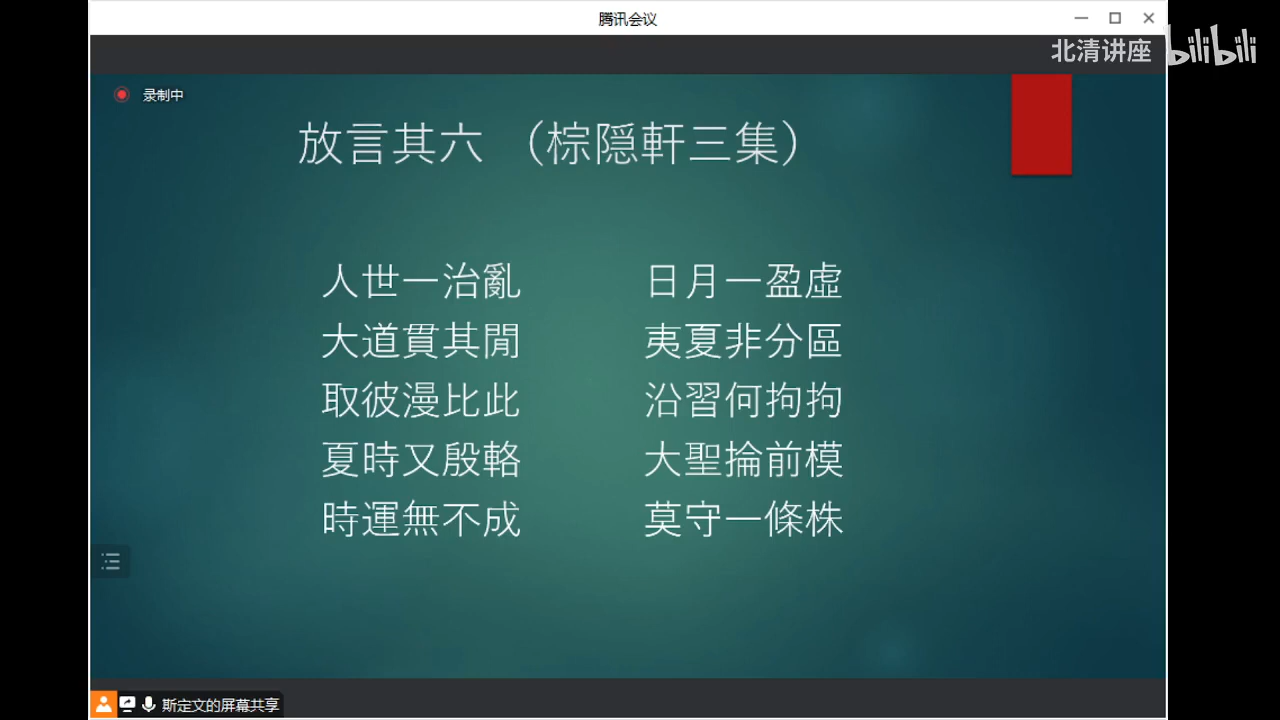 腾讯会议
北清讲座 bilibili
录制中
放言其六 （棕隠軒三集）
人世一治亂 日月一盈虛
大道貫其閒 夷夏非分區
取彼漫比此 沿習何拘拘
夏時又殷輅 大聖掄前模
時運無不成 莫守一條株
斯定文的屏幕共享